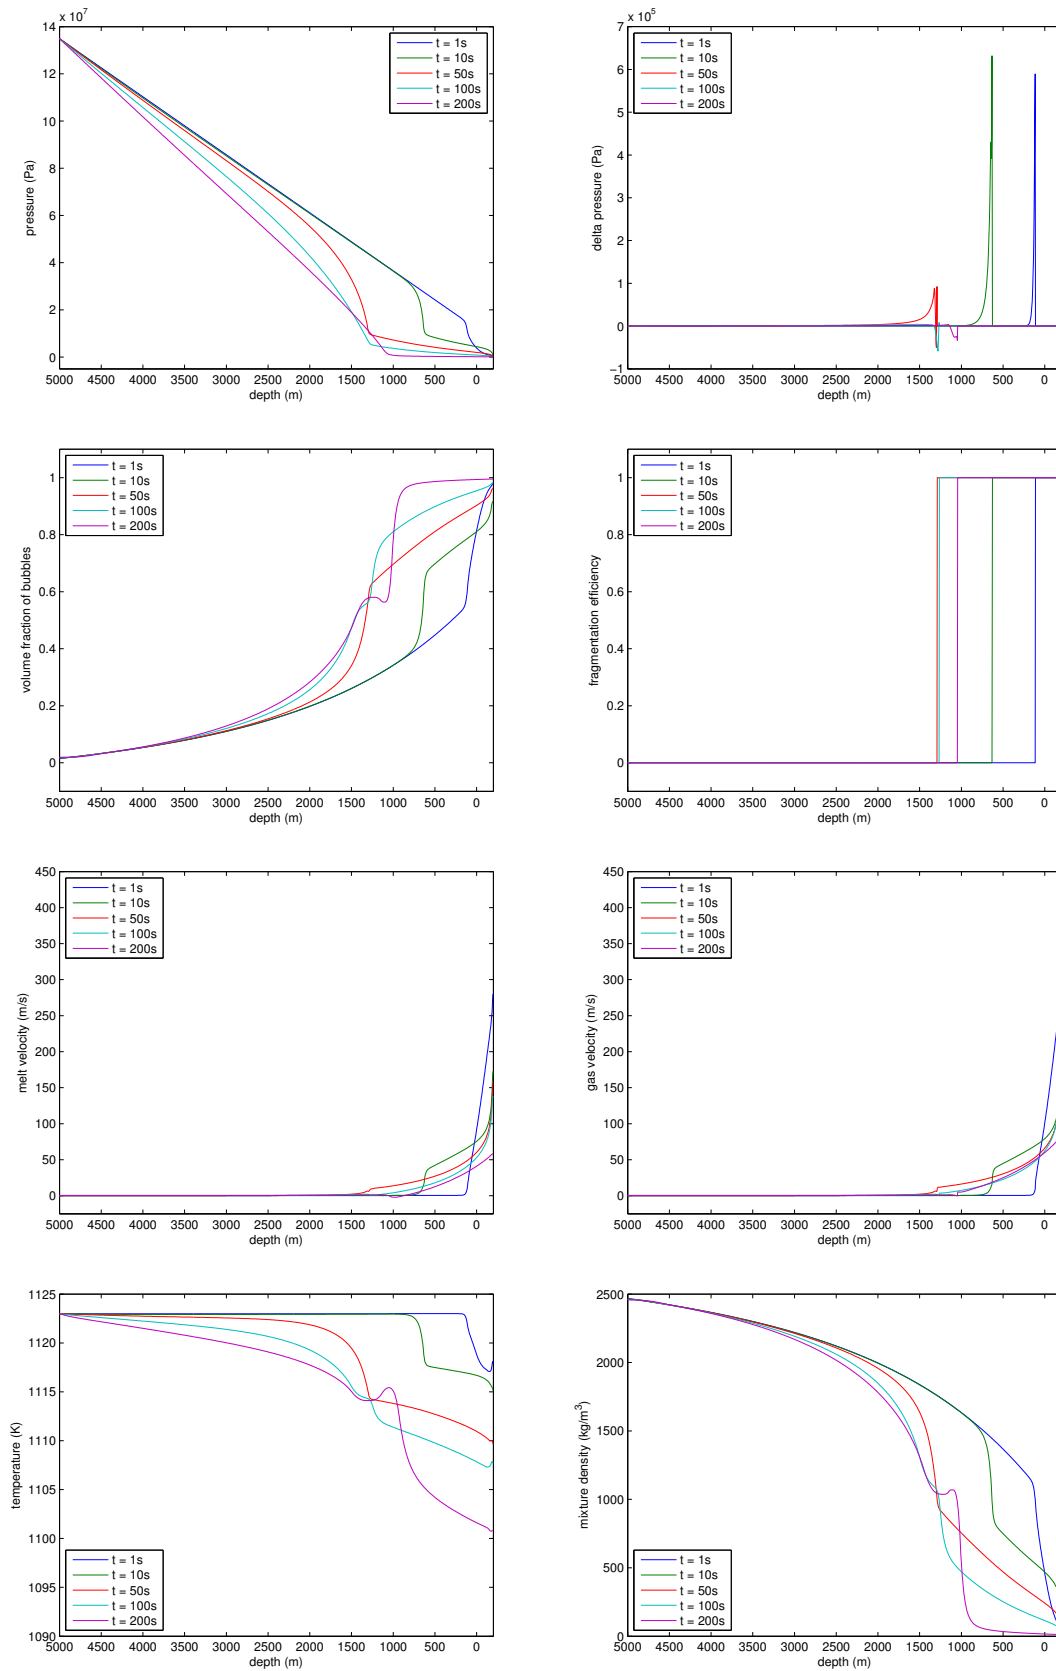 x 10⁷
14
12
10
8
6
4
2
0
pressure (Pa)
t = 1s
t = 10s
t = 50s
t = 100s
t = 200s
5000 4500 4000 3500 3000 2500 2000 1500 1000 500 0
depth (m)
x 10⁵
7
6
5
4
3
2
1
0
−1
delta pressure (Pa)
t = 1s
t = 10s
t = 50s
t = 100s
t = 200s
5000 4500 4000 3500 3000 2500 2000 1500 1000 500 0
depth (m)
1
0.8
0.6
0.4
0.2
0
volume fraction of bubbles
t = 1s
t = 10s
t = 50s
t = 100s
t = 200s
5000 4500 4000 3500 3000 2500 2000 1500 1000 500 0
depth (m)
1
0.8
0.6
0.4
0.2
0
fragmentation efficiency
t = 1s
t = 10s
t = 50s
t = 100s
t = 200s
5000 4500 4000 3500 3000 2500 2000 1500 1000 500 0
depth (m)
450
400
350
300
250
200
150
100
50
0
melt velocity (m/s)
t = 1s
t = 10s
t = 50s
t = 100s
t = 200s
5000 4500 4000 3500 3000 2500 2000 1500 1000 500 0
depth (m)
450
400
350
300
250
200
150
100
50
0
gas velocity (m/s)
t = 1s
t = 10s
t = 50s
t = 100s
t = 200s
5000 4500 4000 3500 3000 2500 2000 1500 1000 500 0
depth (m)
1125
1120
1115
1110
1105
1100
1095
1090
temperature (K)
t = 1s
t = 10s
t = 50s
t = 100s
t = 200s
5000 4500 4000 3500 3000 2500 2000 1500 1000 500 0
depth (m)
2500
2000
1500
1000
500
0
mixture density (kg/m³)
t = 1s
t = 10s
t = 50s
t = 100s
t = 200s
5000 4500 4000 3500 3000 2500 2000 1500 1000 500 0
depth (m)